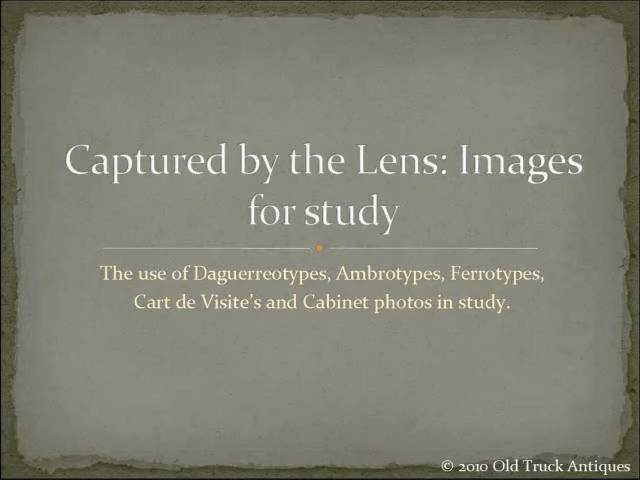 Captured by the Lens: Images
for study
The use of Daguerreotypes, Ambrotypes, Ferrotypes,
Cart de Visite’s and Cabinet photos in study.
© 2010 Old Truck Antiques